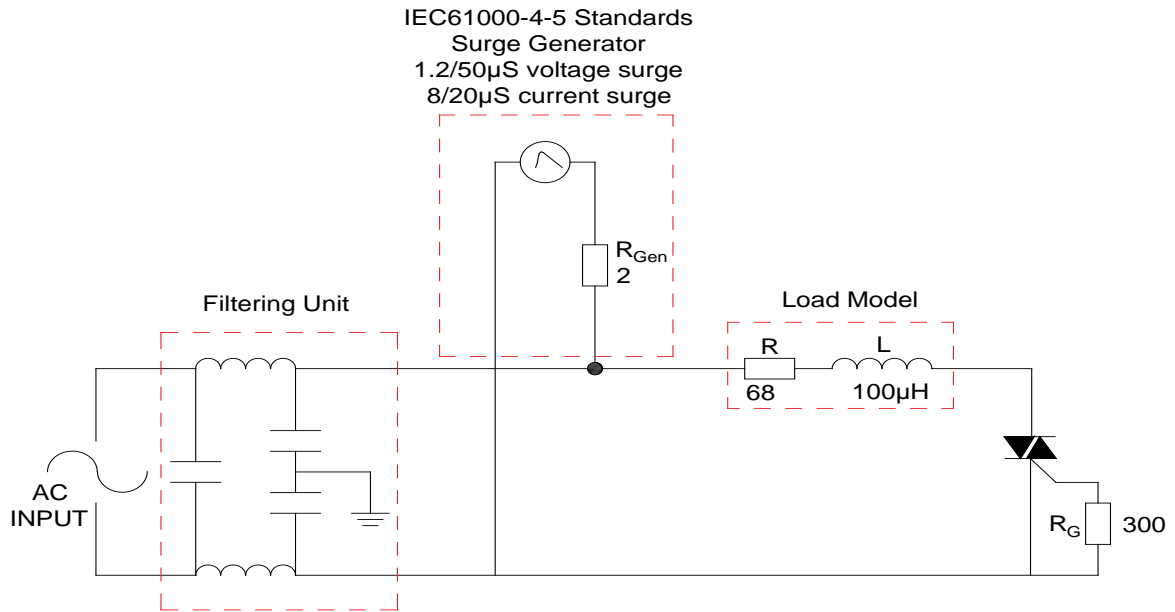 IEC61000-4-5 Standards
Surge Generator
1.2/50µS voltage surge
8/20µS current surge
RGen
2
Filtering Unit
Load Model
R
L
68
100µH
AC
INPUT
RG
300